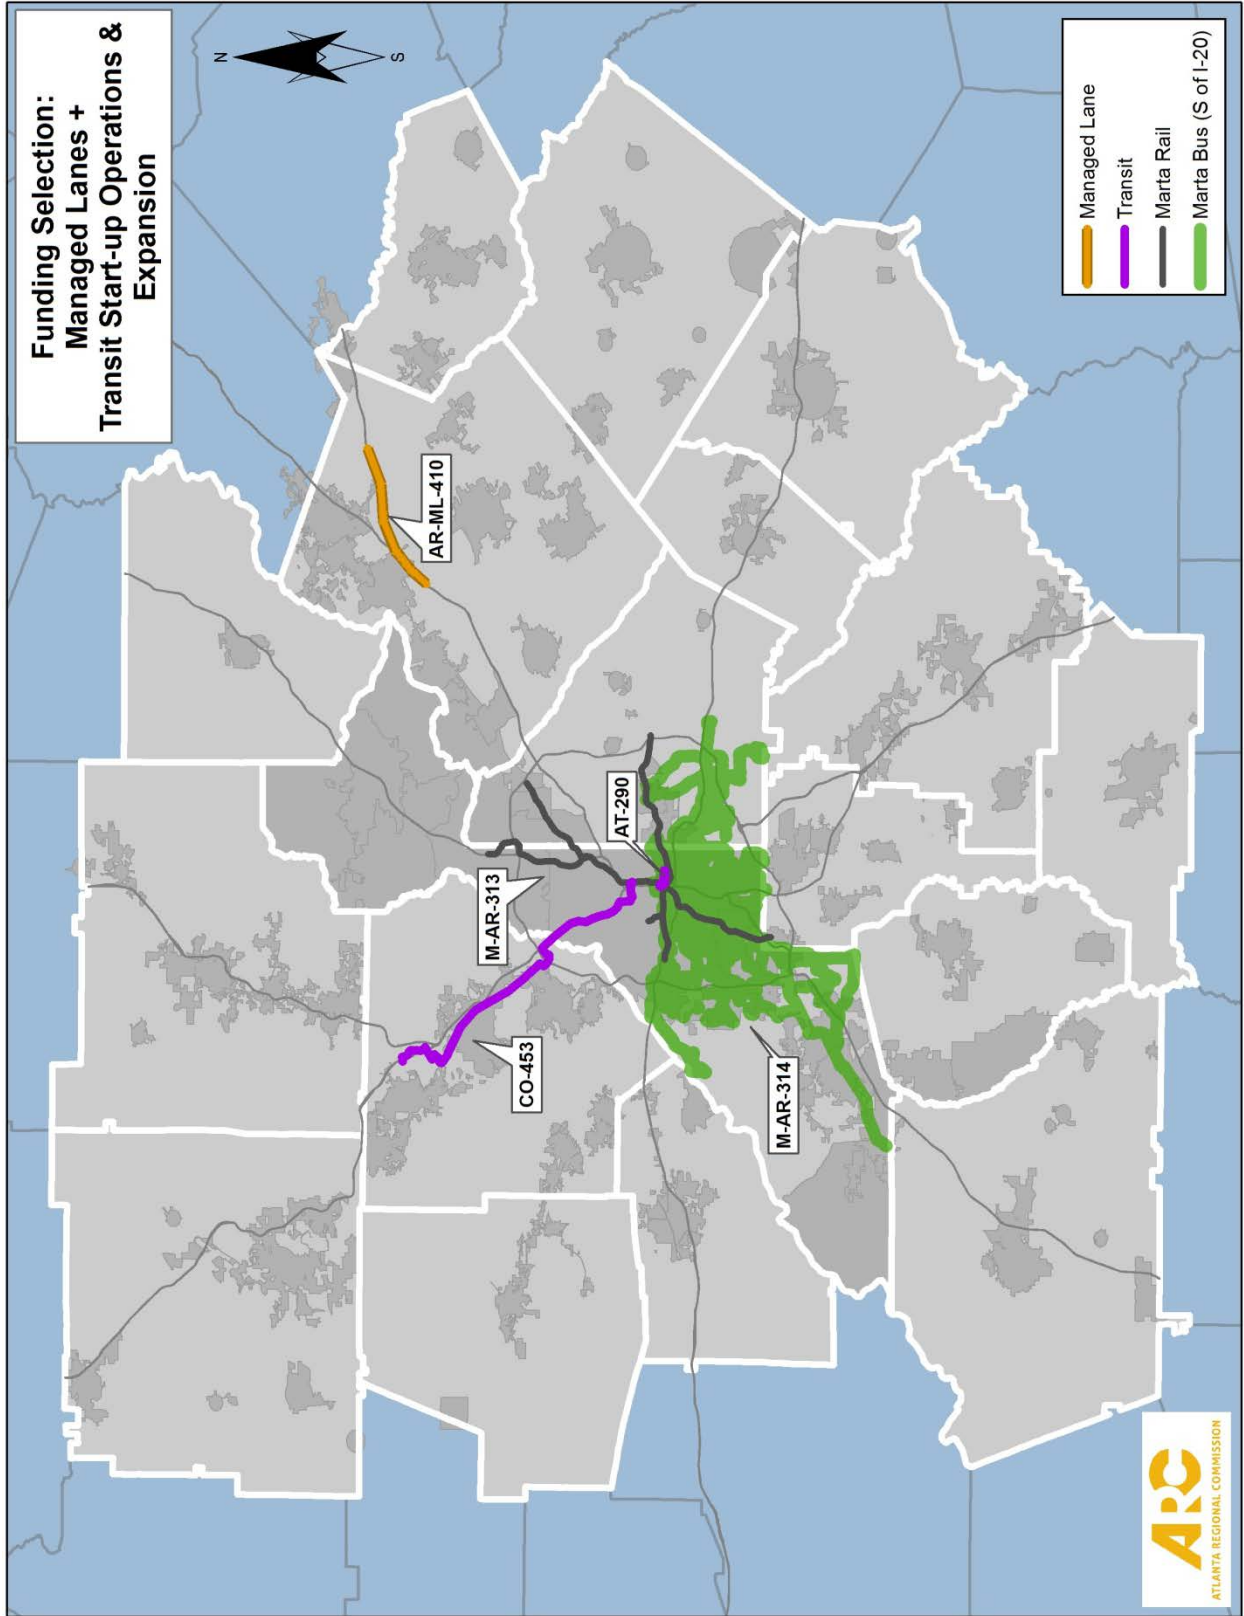 Funding Selection:
Managed Lanes +
Transit Start-up Operations &
Expansion
N
S
AR-ML-410
M-AR-313
AT-290
CO-453
M-AR-314
Managed Lane
Transit
Marta Rail
Marta Bus (S of I-20)
ARC
ATLANTA REGIONAL COMMISSION